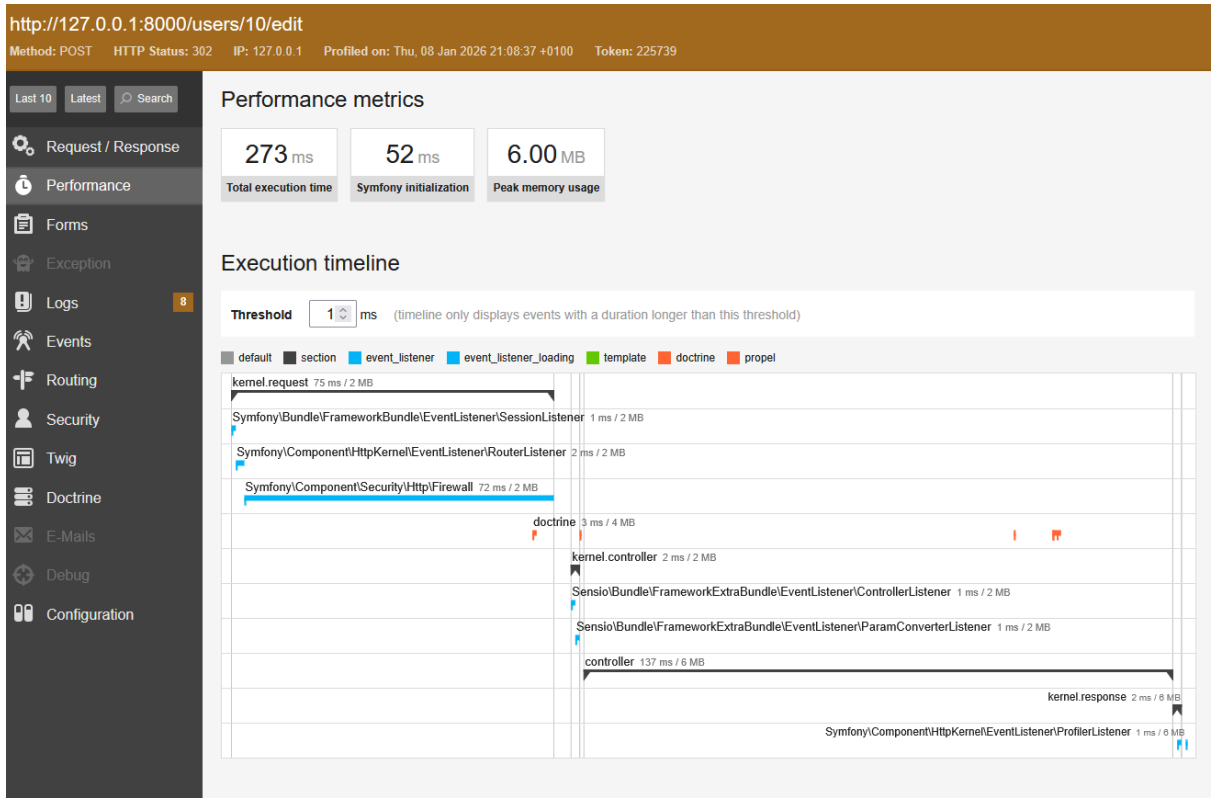 http://127.0.0.1:8000/users/10/edit
Method: POST HTTP Status: 302 IP: 127.0.0.1 Profiled on: Thu, 08 Jan 2026 21:08:37 +0100 Token: 225739
Last 10 Latest Search
Request / Response
Performance
Forms
Exception
Logs 8
Events
Routing
Security
Twig
Doctrine
E-Mails
Debug
Configuration
Performance metrics
273 ms 52 ms 6.00 MB
Total execution time Symfony initialization Peak memory usage
Execution timeline
Threshold 1 ms (timeline only displays events with a duration longer than this threshold)
default section event_listener event_listener_loading template doctrine propel
kernel.request 75 ms / 2 MB
Symfony\Bundle\FrameworkBundle\EventListener\SessionListener 1 ms / 2 MB
Symfony\Component\HttpKernel\EventListener\RouterListener 2 ms / 2 MB
Symfony\Component\Security\Http\Firewall 72 ms / 2 MB
doctrine 3 ms / 4 MB
kernel.controller 2 ms / 2 MB
Sensio\Bundle\FrameworkExtraBundle\EventListener\ControllerListener 1 ms / 2 MB
Sensio\Bundle\FrameworkExtraBundle\EventListener\ParamConverterListener 1 ms / 2 MB
controller 137 ms / 6 MB
kernel.response 2 ms / 6 MB
Symfony\Component\HttpKernel\EventListener\ProfilerListener 1 ms / 6 MB